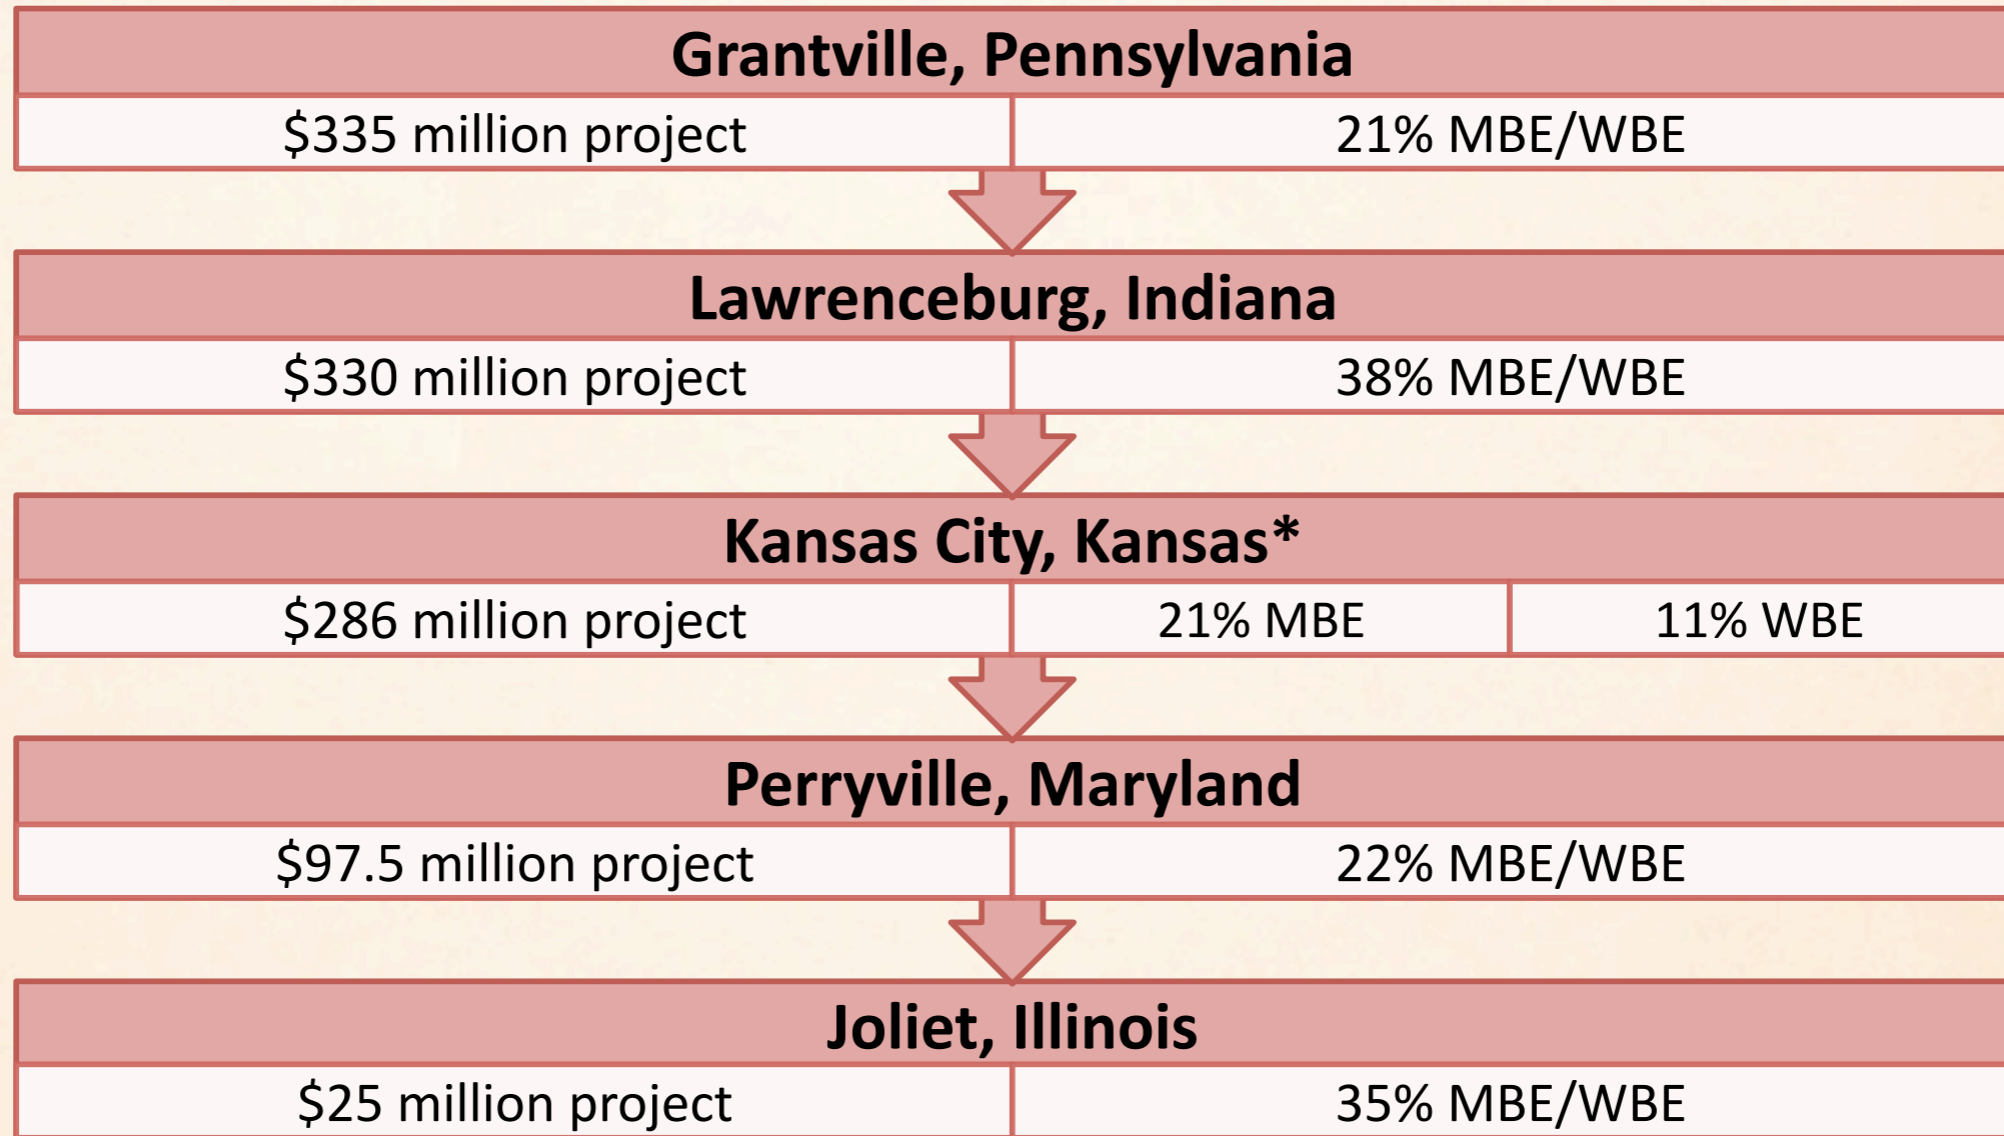 Grantville, Pennsylvania
$335 million project
21% MBE/WBE
Lawrenceburg, Indiana
$330 million project
38% MBE/WBE
Kansas City, Kansas*
$286 million project
21% MBE
11% WBE
Perryville, Maryland
$97.5 million project
22% MBE/WBE
Joliet, Illinois
$25 million project
35% MBE/WBE